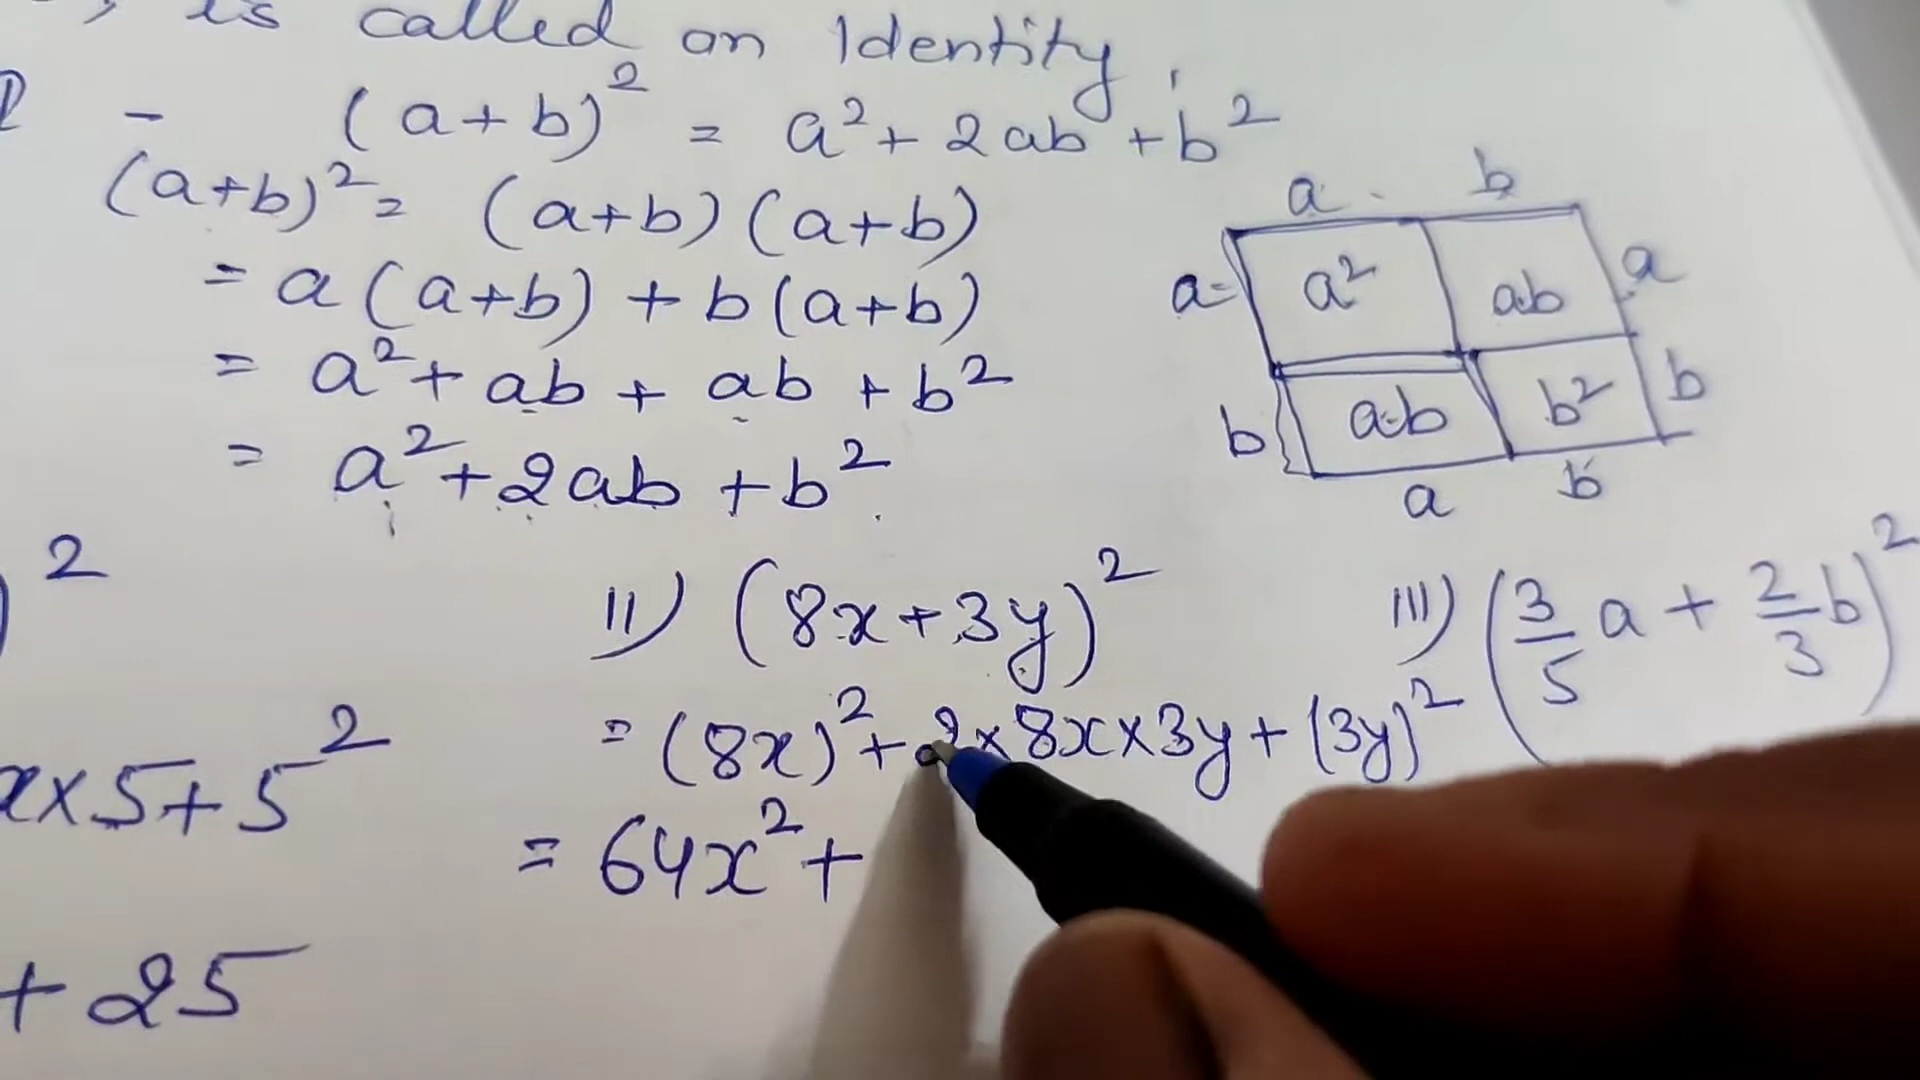 is called an Identity.
(a+b)² = a² + 2ab + b²
(a+b)² = (a+b) (a+b)
= a (a+b) + b (a+b)
= a² + ab + ab + b²
= a² + 2ab + b²
a b
a a² ab a
b ab b² b
a b
) ²
x×5+5²
+ 25
II) (8x+3y)²
= (8x)² + 2×8x×3y + (3y)²
= 64x² +
III) (3/5 a + 2/3 b)²